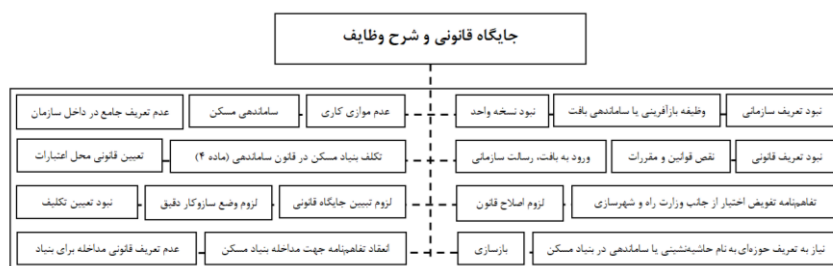 جایگاه قانونی و شرح وظایف
نبود تعریف سازمانی
وظیفه بازآفرینی یا ساماندهی بافت
نبود نسخه واحد
عدم موازی کاری
ساماندهی مسکن
عدم تعریف جامع در داخل سازمان
نبود تعریف قانونی
نقص قوانین و مقررات
ورود به بافت، رسالت سازمانی
تکلف بنیاد مسکن در قانون ساماندهی (ماده ۴)
تعیین قانونی محل اعتبارات
تفاهم‌نامه تفویض اختیار از جانب وزارت راه و شهرسازی
لزوم اصلاح قانون
لزوم تبیین جایگاه قانونی
لزوم وضع سازوکار دقیق
نبود تعیین تکلیف
نیاز به تعریف حوزه‌ای به نام حاشیه‌نشینی یا ساماندهی در بنیاد مسکن
بازسازی
انعقاد تفاهم‌نامه جهت مداخله بنیاد مسکن
عدم تعریف قانونی مداخله برای بنیاد